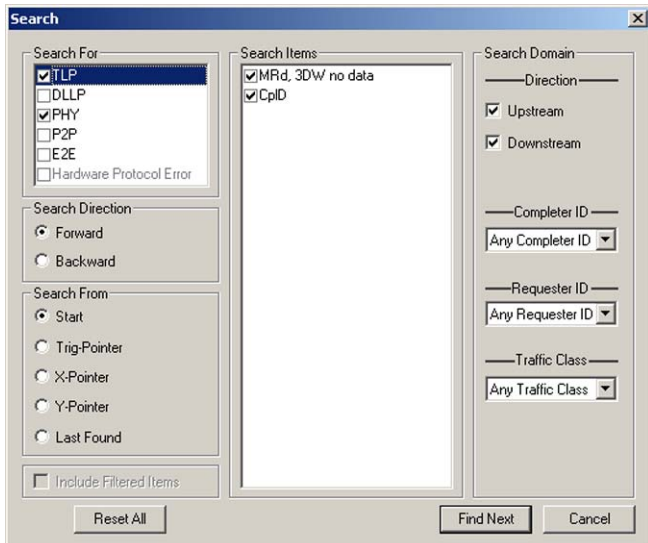 Search
Search For
TLP
DLLP
PHY
P2P
E2E
Hardware Protocol Error
Search Direction
Forward
Backward
Search From
Start
Trig-Pointer
X-Pointer
Y-Pointer
Last Found
Include Filtered Items
Reset All
Search Items
MRd, 3DW no data
CplD
Search Domain
Direction
Upstream
Downstream
Completer ID
Any Completer ID
Requester ID
Any Requester ID
Traffic Class
Any Traffic Class
Find Next
Cancel